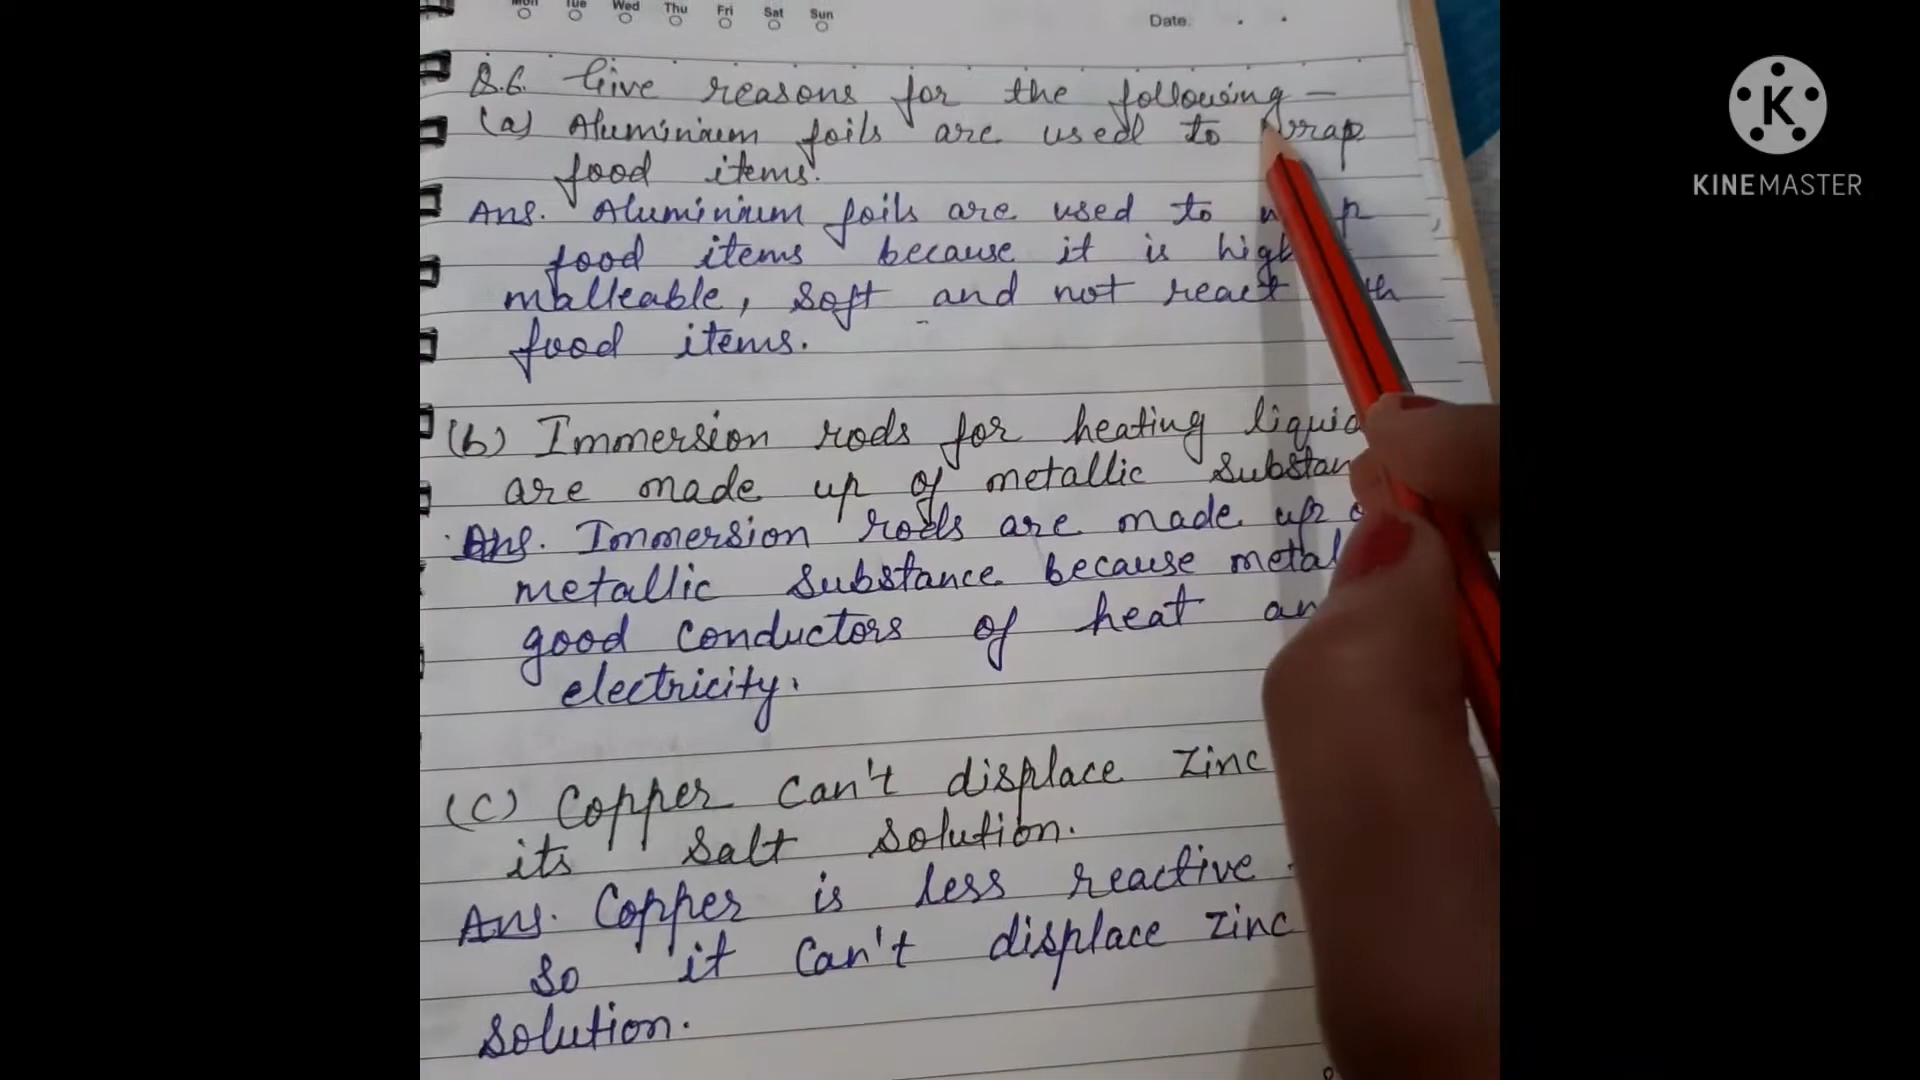 Mon Tue Wed Thu Fri Sat Sun
Date.
Q.6. Give reasons for the following -
(a) Aluminium foils are used to wrap
food items.
Ans. Aluminium foils are used to
food items because it is
malleable, soft and not react
food items.
(b) Immersion rods for heating
are made up of metallic
Ans. Immersion rods are made up
metallic substance because
good conductors of heat
electricity.
(c) Copper can't displace zinc
its salt solution.
Ans. Copper is less reactive
so it can't displace zinc
solution.
K
KINEMASTER